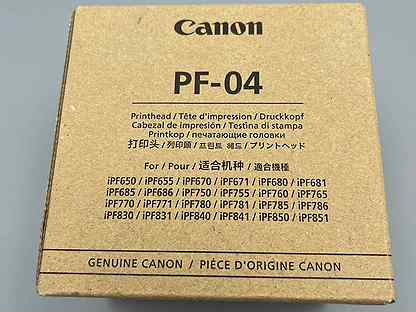 Canon
PF-04
Printhead / Tête d'impression / Druckkopf
Cabezal de impresión / Testina di stampa
Printkop / печатающие головки
打印头 / 列印頭 / 프린트 헤드 / プリントヘッド
For / Pour / 适合机种 / 適合機種
iPF650 / iPF655 / iPF670 / iPF671 / iPF680 / iPF681
iPF685 / iPF686 / iPF750 / iPF755 / iPF760 / iPF765
iPF770 / iPF771 / iPF780 / iPF781 / iPF785 / iPF786
iPF830 / iPF831 / iPF840 / iPF841 / iPF850 / iPF851
GENUINE CANON / PIÈCE D'ORIGINE CANON